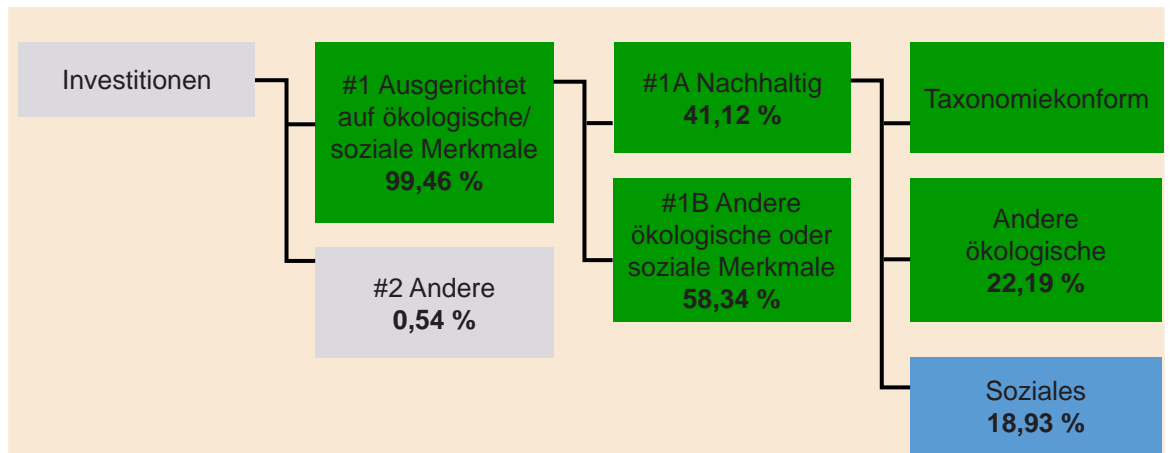 Investitionen
#1 Ausgerichtet
auf ökologische/
soziale Merkmale
99,46 %
#2 Andere
0,54 %
#1A Nachhaltig
41,12 %
#1B Andere
ökologische oder
soziale Merkmale
58,34 %
Taxonomiekonform
Andere
ökologische
22,19 %
Soziales
18,93 %